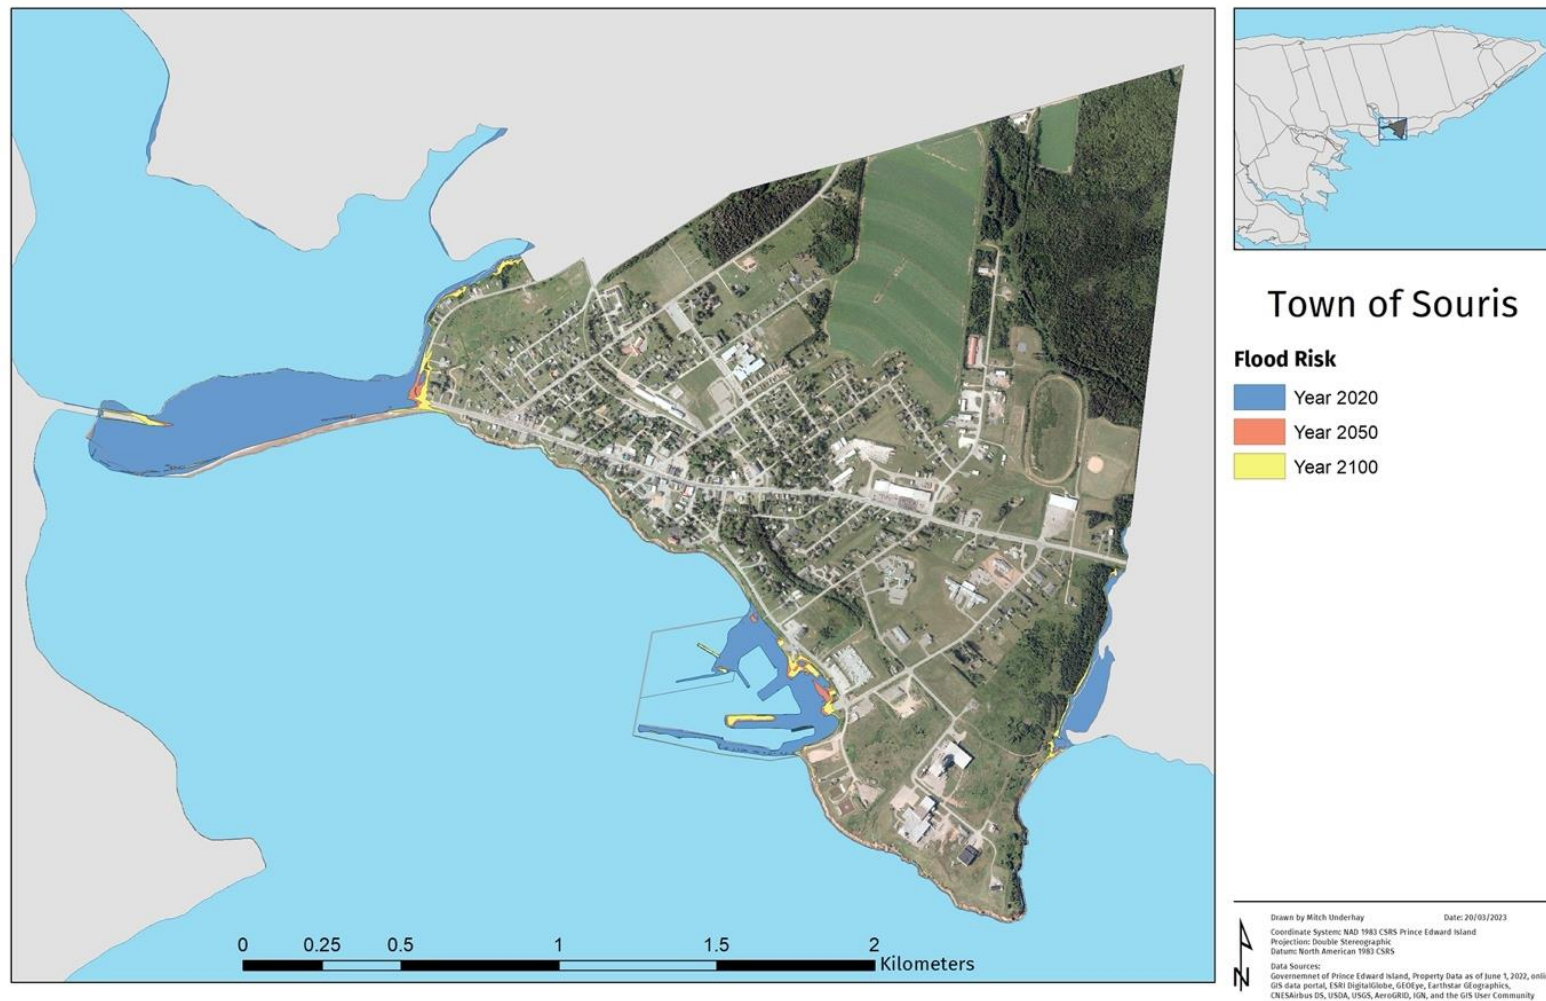 Town of Souris
Flood Risk
Year 2020
Year 2050
Year 2100
0 0.25 0.5 1 1.5 2
Kilometers
N
Drawn by Mitch Underhay Date: 20/03/2023
Coordinate System: NAD 1983 CSRS Prince Edward Island
Projection: Double Stereographic
Datum: North American 1983 CSRS
Data Sources:
Governemnet of Prince Edward Island, Property Data as of June 1, 2022,
GIS data portal, ESRI DigitalGlobe, GEOEye, Earthstar GEographics,
CNESAirbus DS, USDA, USGS, AeroGRID, IGN, and the GIS User Community